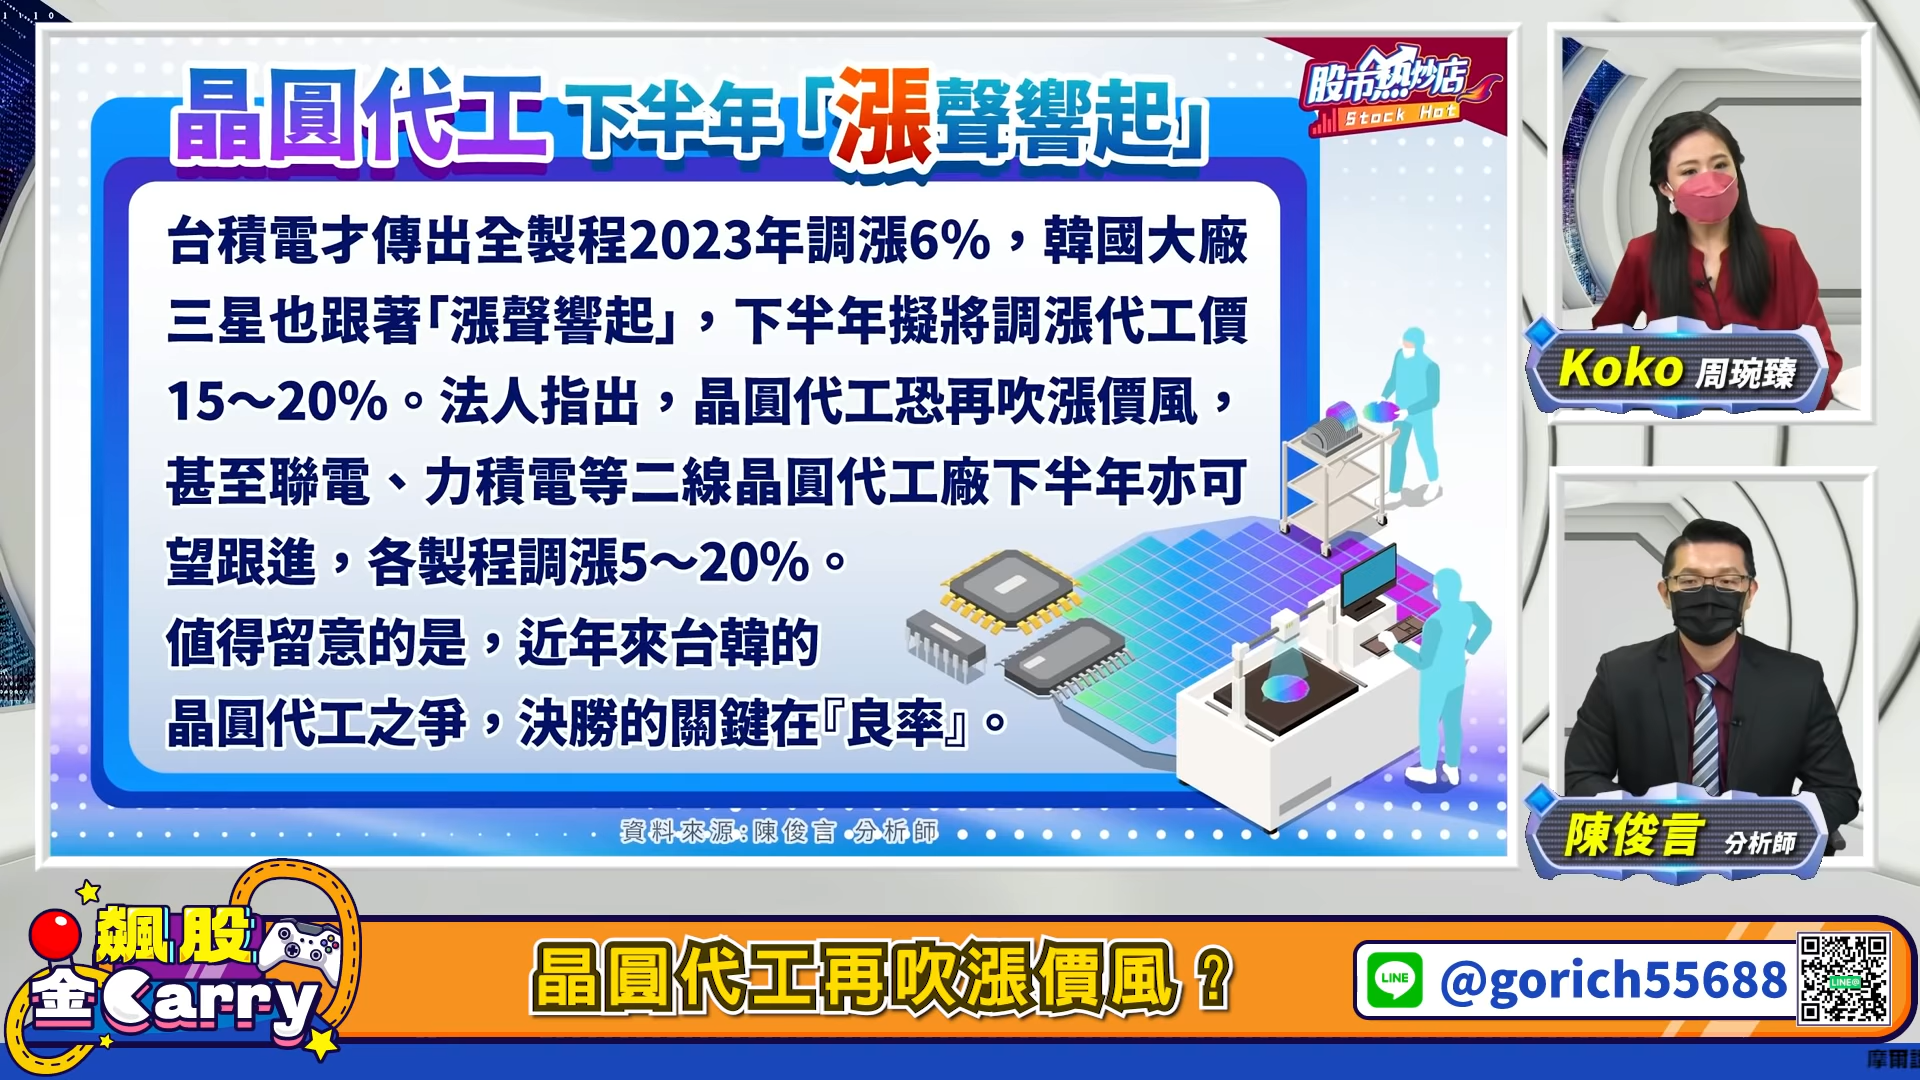 晶圓代工 下半年「漲聲響起」
股市熱炒店
Stock Hot
台積電才傳出全製程2023年調漲6%，韓國大廠
三星也跟著「漲聲響起」，下半年擬將調漲代工價
15～20%。法人指出，晶圓代工恐再吹漲價風，
甚至聯電、力積電等二線晶圓代工廠下半年亦可
望跟進，各製程調漲5～20%。
值得留意的是，近年來台韓的
晶圓代工之爭，決勝的關鍵在『良率』。
資料來源:陳俊言 分析師
Koko 周琬臻
陳俊言 分析師
飆股
金Carry
晶圓代工再吹漲價風？
LINE @gorich55688
LINE@
摩爾